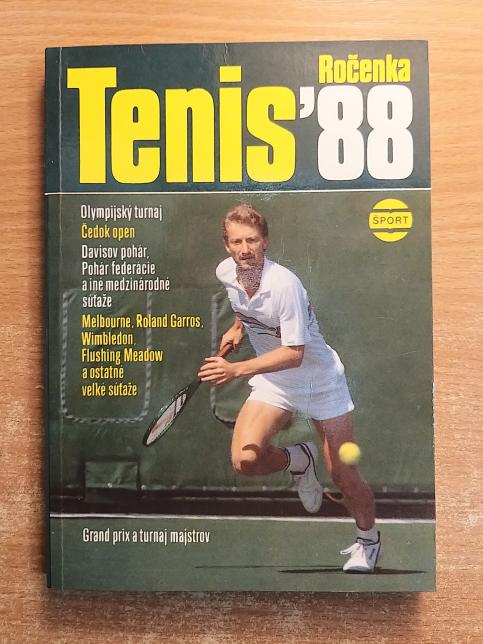 Ročenka
Tenis '88
SPORT
Olympijský turnaj
Čedok open
Davisov pohár,
Pohár federácie
a iné medzinárodné
súťaže
Melbourne, Roland Garros,
Wimbledon,
Flushing Meadow
a ostatné
veľké súťaže
Grand prix a turnaj majstrov